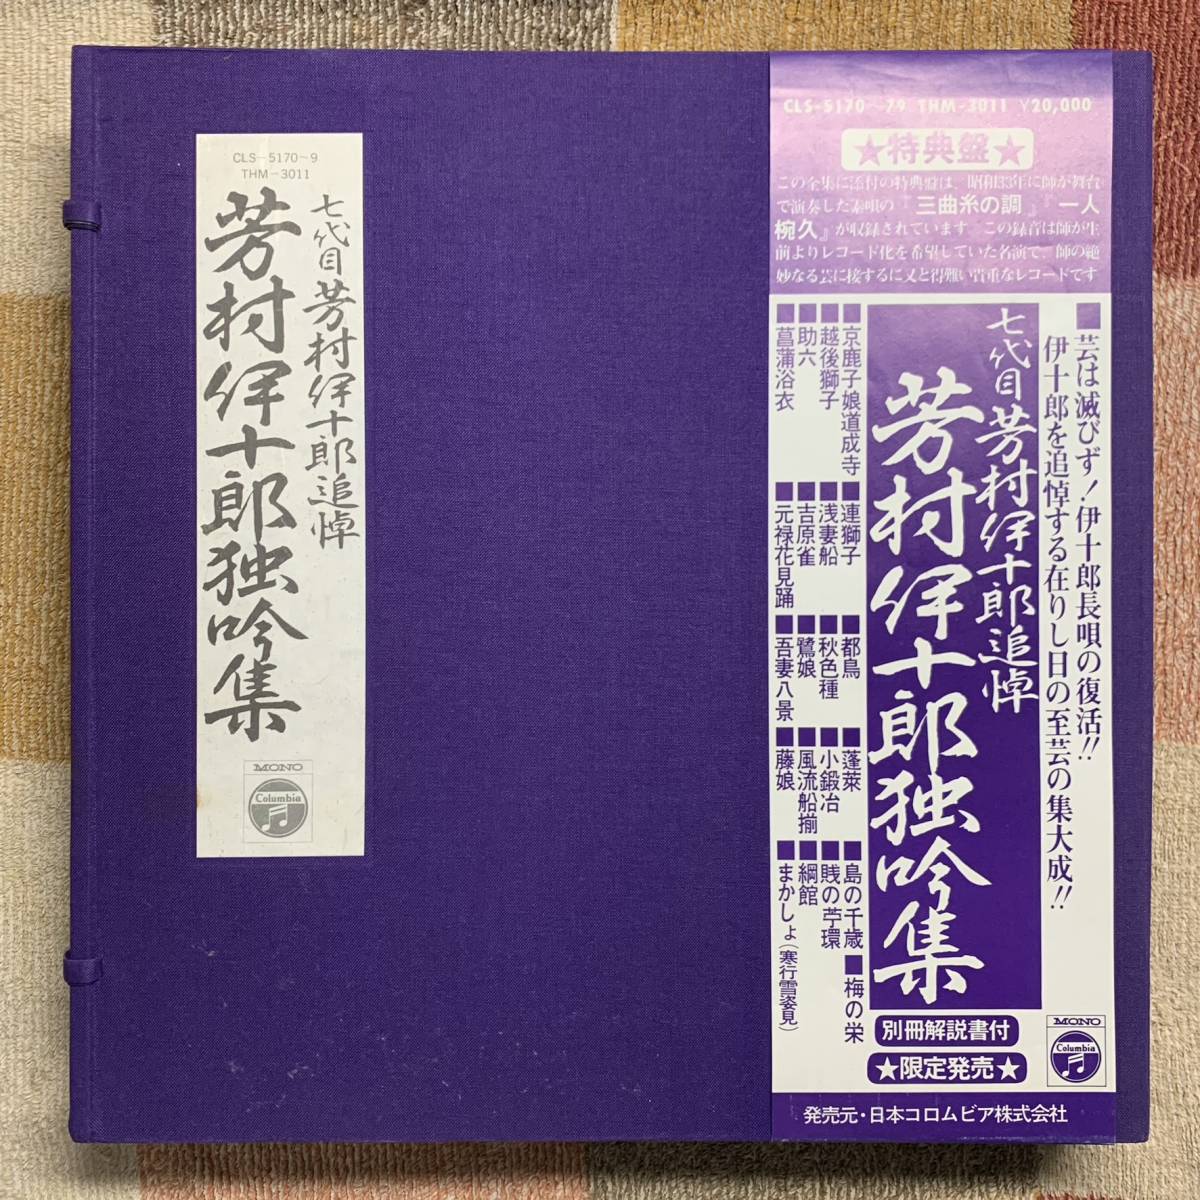 CLS-5170~9
THM-3011
七代目芳村伊十郎追悼
芳村伊十郎独吟集
MONO
Columbia
CLS-5170~79 THM-3011 ¥20,000
★特典盤★
この全集に添付の特典盤は、昭和33年に師が舞台
で演奏した素唄の『三曲糸の調』『一人
椀久』が収録されています。この録音は師が生
前よりレコード化を希望していた名演で、師の絶
妙なる芸に接するに又と得難い貴重なレコードです
■芸は滅びず！伊十郎長唄の復活!!
伊十郎を追悼する在りし日の至芸の集大成!!
七代目芳村伊十郎追悼
芳村伊十郎独吟集
■京鹿子娘道成寺 ■連獅子 ■都鳥 ■蓬萊 ■島の千歳 ■梅の栄
■越後獅子 ■浅妻船 ■秋色種 ■小鍛冶 ■賎の苧環
■助六 ■吉原雀 ■鷺娘 ■風流船揃 ■綱館
■菖蒲浴衣 ■元禄花見踊 ■吾妻八景 ■藤娘 ■まかしょ(寒行雪姿見)
別冊解説書付
★限定発売★
MONO
Columbia
発売元・日本コロムビア株式会社